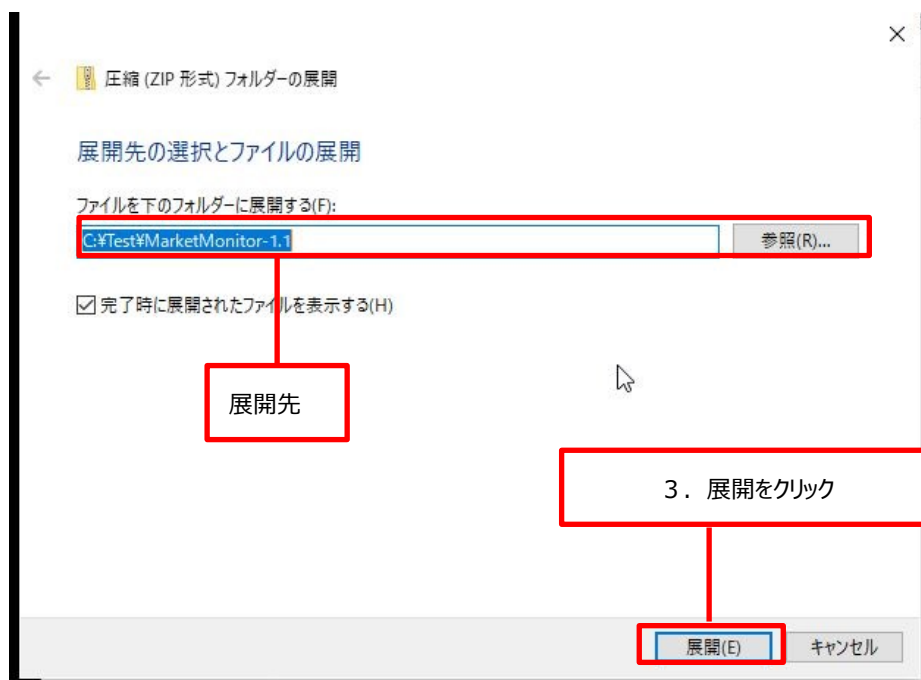 圧縮 (ZIP 形式) フォルダーの展開
展開先の選択とファイルの展開
ファイルを下のフォルダーに展開する(F):
C:¥Test¥MarketMonitor-1.1
参照(R)...
完了時に展開されたファイルを表示する(H)
展開先
3．展開をクリック
展開(E)
キャンセル